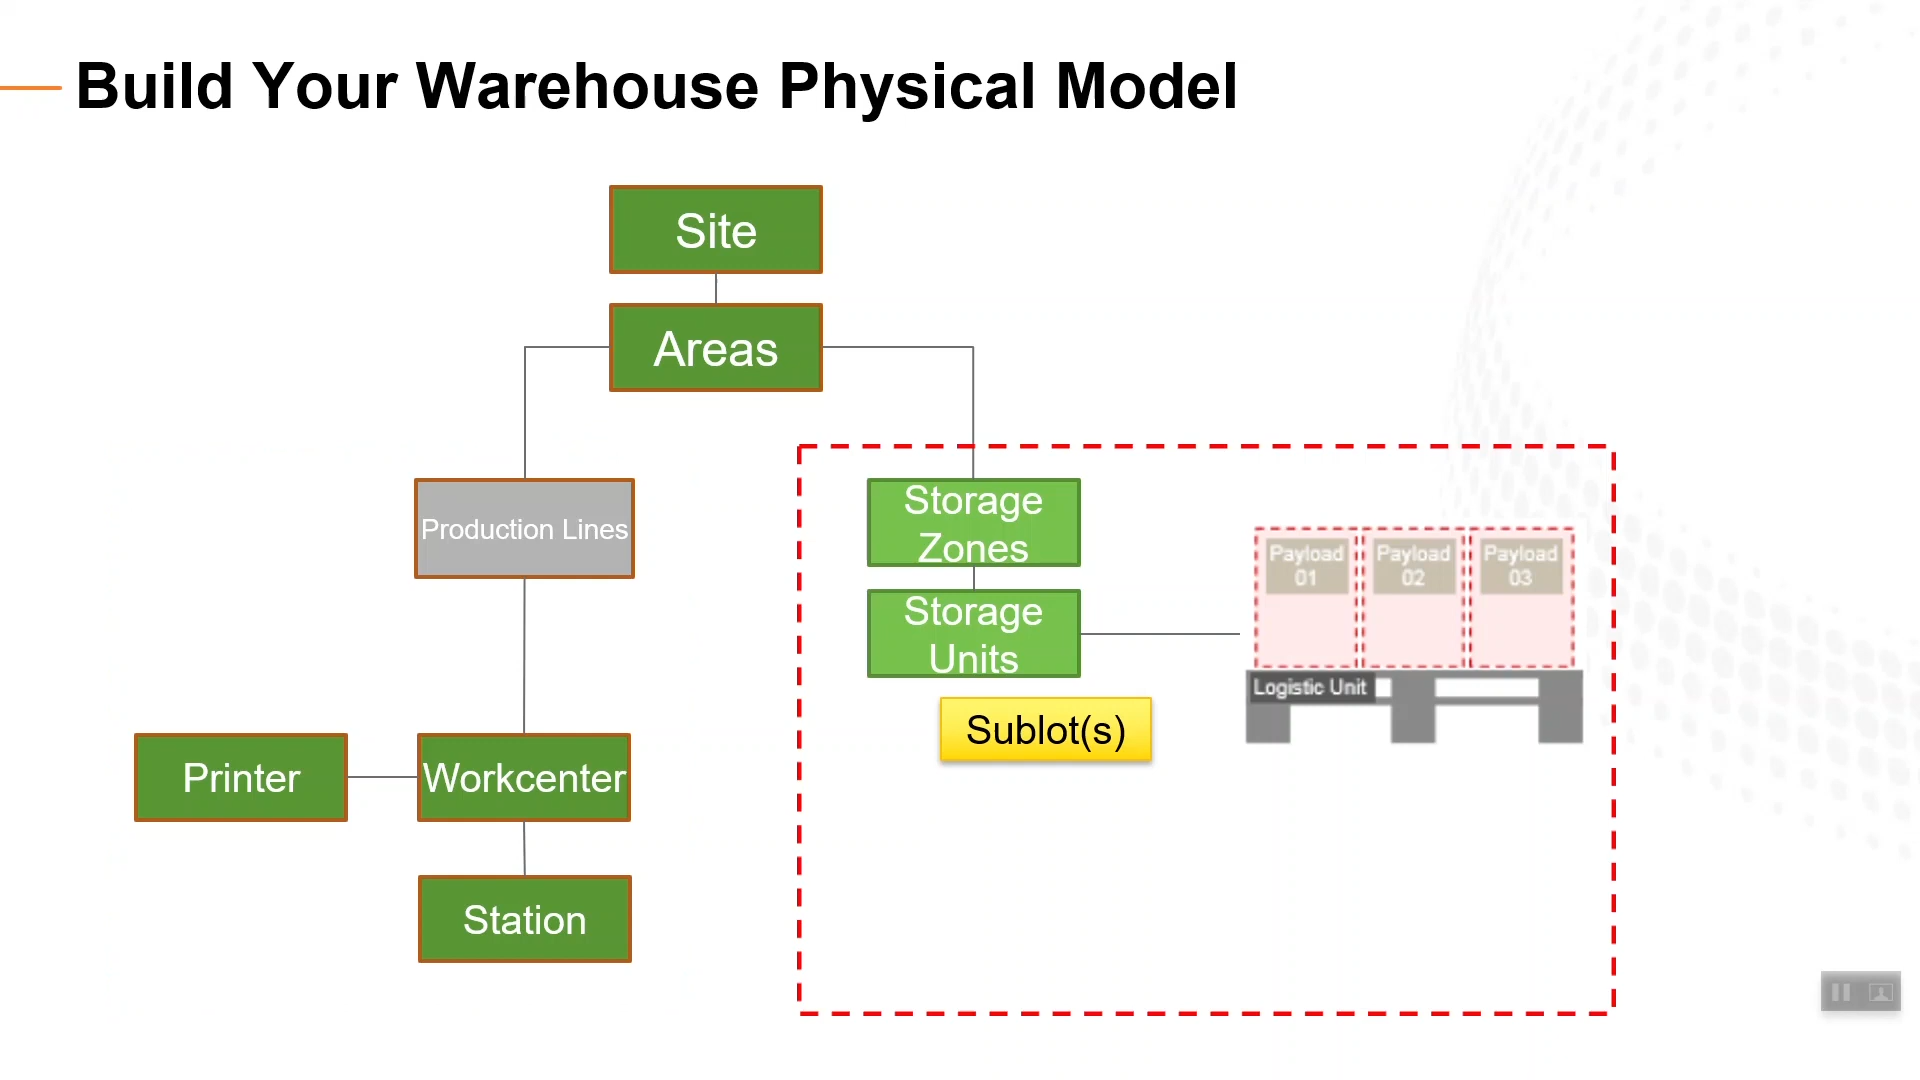 Build Your Warehouse Physical Model
Site
Areas
Production Lines
Storage
Zones
Storage
Units
Sublot(s)
Payload
01
Payload
02
Payload
03
Logistic Unit
Printer
Workcenter
Station